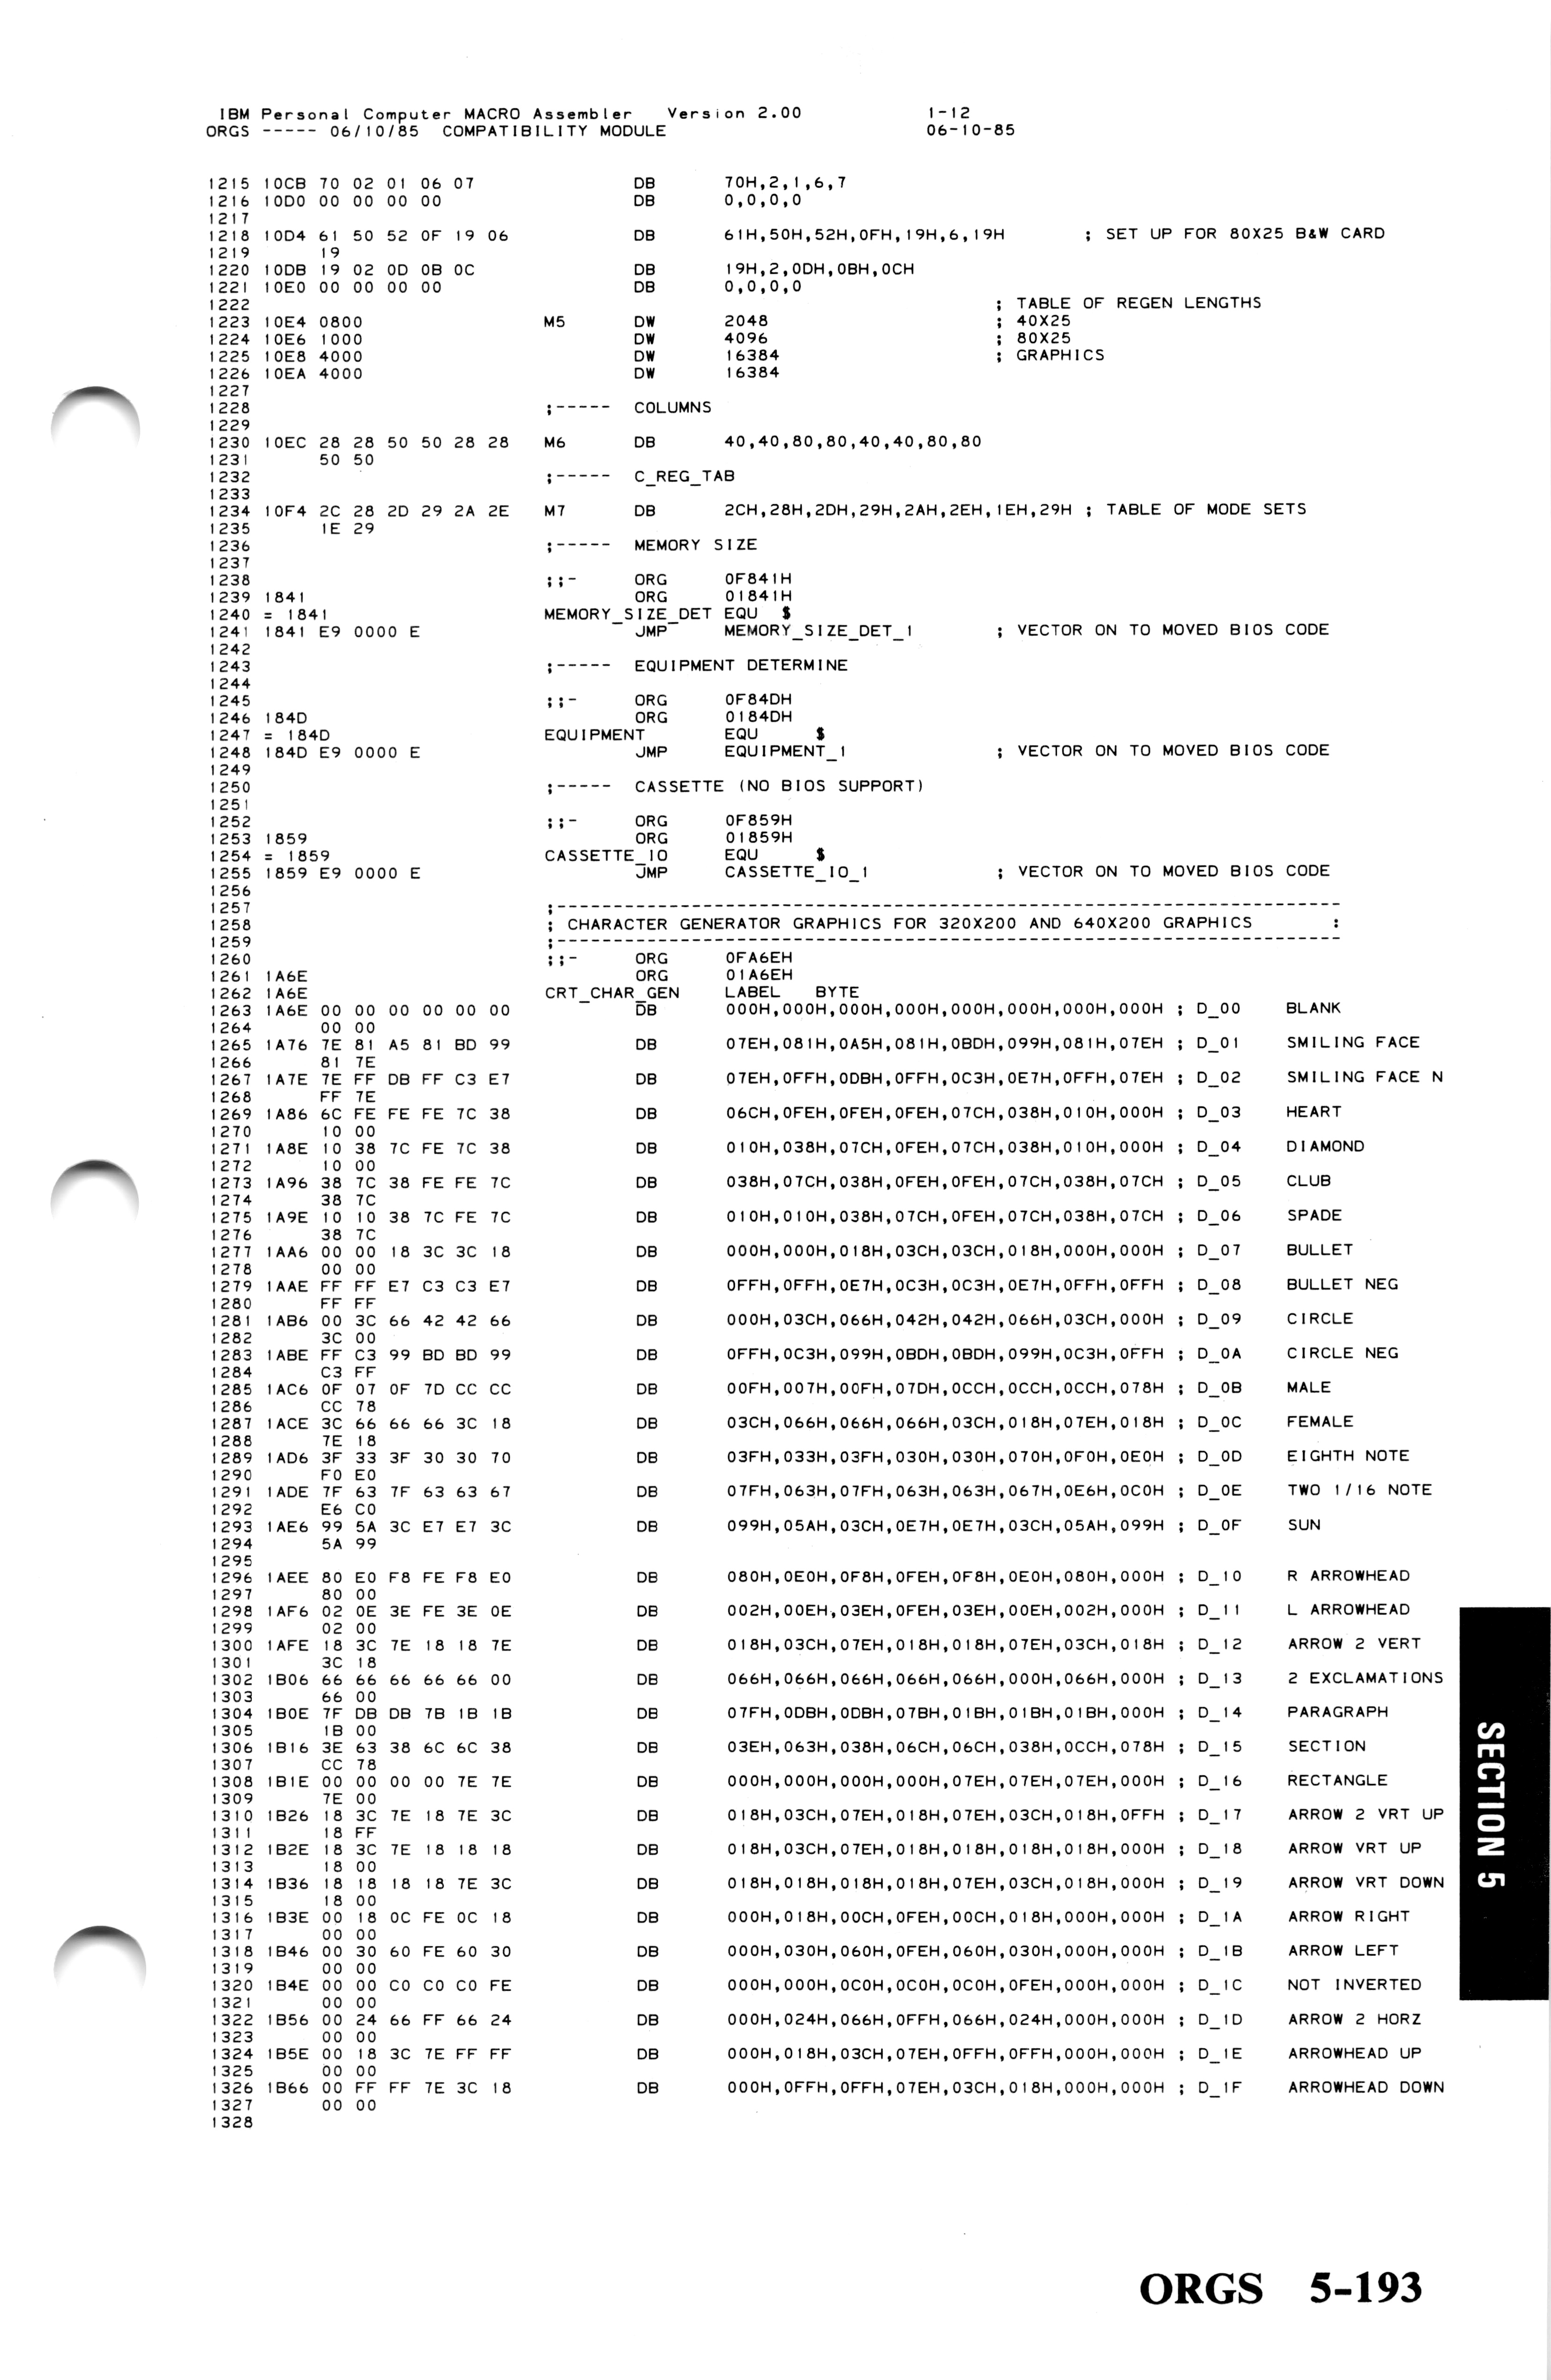 IBM Personal Computer MACRO Assembler   Version 2.00             1-12
ORGS ----- 06/10/85  COMPATIBILITY MODULE                        06-10-85
1215 10CB 70 02 01 06 07 DB 70H,2,1,6,7
1216 10D0 00 00 00 00 DB 0,0,0,0
1217
1218 10D4 61 50 52 0F 19 06 DB 61H,50H,52H,0FH,19H,6,19H ; SET UP FOR 80X25 B&W CARD
1219 19
1220 10DB 19 02 0D 0B 0C DB 19H,2,0DH,0BH,0CH
1221 10E0 00 00 00 00 DB 0,0,0,0
1222 ; TABLE OF REGEN LENGTHS
1223 10E4 0800 M5 DW 2048 ; 40X25
1224 10E6 1000 DW 4096 ; 80X25
1225 10E8 4000 DW 16384 ; GRAPHICS
1226 10EA 4000 DW 16384
1227
1228 ;----- COLUMNS
1229
1230 10EC 28 28 50 50 28 28 M6 DB 40,40,80,80,40,40,80,80
1231 50 50
1232 ;----- C_REG_TAB
1233
1234 10F4 2C 28 2D 29 2A 2E M7 DB 2CH,28H,2DH,29H,2AH,2EH,1EH,29H ; TABLE OF MODE SETS
1235 1E 29
1236 ;----- MEMORY SIZE
1237
1238 ;;- ORG 0F841H
1239 1841 ORG 01841H
1240 = 1841 MEMORY_SIZE_DET EQU $
1241 1841 E9 0000 E JMP MEMORY_SIZE_DET_1 ; VECTOR ON TO MOVED BIOS CODE
1242
1243 ;----- EQUIPMENT DETERMINE
1244
1245 ;;- ORG 0F84DH
1246 184D ORG 0184DH
1247 = 184D EQUIPMENT EQU $
1248 184D E9 0000 E JMP EQUIPMENT_1 ; VECTOR ON TO MOVED BIOS CODE
1249
1250 ;----- CASSETTE (NO BIOS SUPPORT)
1251
1252 ;;- ORG 0F859H
1253 1859 ORG 01859H
1254 = 1859 CASSETTE_IO EQU $
1255 1859 E9 0000 E JMP CASSETTE_IO_1 ; VECTOR ON TO MOVED BIOS CODE
1256
1257 ;-----------------------------------------------------------------------
1258 ; CHARACTER GENERATOR GRAPHICS FOR 320X200 AND 640X200 GRAPHICS :
1259 ;-----------------------------------------------------------------------
1260 ;;- ORG 0FA6EH
1261 1A6E ORG 01A6EH
1262 1A6E CRT_CHAR_GEN LABEL BYTE
1263 1A6E 00 00 00 00 00 00 DB 000H,000H,000H,000H,000H,000H,000H,000H ; D_00 BLANK
1264 00 00
1265 1A76 7E 81 A5 81 BD 99 DB 07EH,081H,0A5H,081H,0BDH,099H,081H,07EH ; D_01 SMILING FACE
1266 81 7E
1267 1A7E 7E FF DB FF C3 E7 DB 07EH,0FFH,0DBH,0FFH,0C3H,0E7H,0FFH,07EH ; D_02 SMILING FACE N
1268 FF 7E
1269 1A86 6C FE FE FE 7C 38 DB 06CH,0FEH,0FEH,0FEH,07CH,038H,010H,000H ; D_03 HEART
1270 10 00
1271 1A8E 10 38 7C FE 7C 38 DB 010H,038H,07CH,0FEH,07CH,038H,010H,000H ; D_04 DIAMOND
1272 10 00
1273 1A96 38 7C 38 FE FE 7C DB 038H,07CH,038H,0FEH,0FEH,07CH,038H,07CH ; D_05 CLUB
1274 38 7C
1275 1A9E 10 10 38 7C FE 7C DB 010H,010H,038H,07CH,0FEH,07CH,038H,07CH ; D_06 SPADE
1276 38 7C
1277 1AA6 00 00 18 3C 3C 18 DB 000H,000H,018H,03CH,03CH,018H,000H,000H ; D_07 BULLET
1278 00 00
1279 1AAE FF FF E7 C3 C3 E7 DB 0FFH,0FFH,0E7H,0C3H,0C3H,0E7H,0FFH,0FFH ; D_08 BULLET NEG
1280 FF FF
1281 1AB6 00 3C 66 42 42 66 DB 000H,03CH,066H,042H,042H,066H,03CH,000H ; D_09 CIRCLE
1282 3C 00
1283 1ABE FF C3 99 BD BD 99 DB 0FFH,0C3H,099H,0BDH,0BDH,099H,0C3H,0FFH ; D_0A CIRCLE NEG
1284 C3 FF
1285 1AC6 0F 07 0F 7D CC CC DB 00FH,007H,00FH,07DH,0CCH,0CCH,0CCH,078H ; D_0B MALE
1286 CC 78
1287 1ACE 3C 66 66 66 3C 18 DB 03CH,066H,066H,066H,03CH,018H,07EH,018H ; D_0C FEMALE
1288 7E 18
1289 1AD6 3F 33 3F 30 30 70 DB 03FH,033H,03FH,030H,030H,070H,0F0H,0E0H ; D_0D EIGHTH NOTE
1290 F0 E0
1291 1ADE 7F 63 7F 63 63 67 DB 07FH,063H,07FH,063H,063H,067H,0E6H,0C0H ; D_0E TWO 1/16 NOTE
1292 E6 C0
1293 1AE6 99 5A 3C E7 E7 3C DB 099H,05AH,03CH,0E7H,0E7H,03CH,05AH,099H ; D_0F SUN
1294 5A 99
1295
1296 1AEE 80 E0 F8 FE F8 E0 DB 080H,0E0H,0F8H,0FEH,0F8H,0E0H,080H,000H ; D_10 R ARROWHEAD
1297 80 00
1298 1AF6 02 0E 3E FE 3E 0E DB 002H,00EH,03EH,0FEH,03EH,00EH,002H,000H ; D_11 L ARROWHEAD
1299 02 00
1300 1AFE 18 3C 7E 18 18 7E DB 018H,03CH,07EH,018H,018H,07EH,03CH,018H ; D_12 ARROW 2 VERT
1301 3C 18
1302 1B06 66 66 66 66 66 00 DB 066H,066H,066H,066H,066H,000H,066H,000H ; D_13 2 EXCLAMATIONS
1303 66 00
1304 1B0E 7F DB DB 7B 1B 1B DB 07FH,0DBH,0DBH,07BH,01BH,01BH,01BH,000H ; D_14 PARAGRAPH
1305 1B 00
1306 1B16 3E 63 38 6C 6C 38 DB 03EH,063H,038H,06CH,06CH,038H,0CCH,078H ; D_15 SECTION
1307 CC 78
1308 1B1E 00 00 00 00 7E 7E DB 000H,000H,000H,000H,07EH,07EH,07EH,000H ; D_16 RECTANGLE
1309 7E 00
1310 1B26 18 3C 7E 18 7E 3C DB 018H,03CH,07EH,018H,07EH,03CH,018H,0FFH ; D_17 ARROW 2 VRT UP
1311 18 FF
1312 1B2E 18 3C 7E 18 18 18 DB 018H,03CH,07EH,018H,018H,018H,018H,000H ; D_18 ARROW VRT UP
1313 18 00
1314 1B36 18 18 18 18 7E 3C DB 018H,018H,018H,018H,07EH,03CH,018H,000H ; D_19 ARROW VRT DOWN
1315 18 00
1316 1B3E 00 18 0C FE 0C 18 DB 000H,018H,00CH,0FEH,00CH,018H,000H,000H ; D_1A ARROW RIGHT
1317 00 00
1318 1B46 00 30 60 FE 60 30 DB 000H,030H,060H,0FEH,060H,030H,000H,000H ; D_1B ARROW LEFT
1319 00 00
1320 1B4E 00 00 C0 C0 C0 FE DB 000H,000H,0C0H,0C0H,0C0H,0FEH,000H,000H ; D_1C NOT INVERTED
1321 00 00
1322 1B56 00 24 66 FF 66 24 DB 000H,024H,066H,0FFH,066H,024H,000H,000H ; D_1D ARROW 2 HORZ
1323 00 00
1324 1B5E 00 18 3C 7E FF FF DB 000H,018H,03CH,07EH,0FFH,0FFH,000H,000H ; D_1E ARROWHEAD UP
1325 00 00
1326 1B66 00 FF FF 7E 3C 18 DB 000H,0FFH,0FFH,07EH,03CH,018H,000H,000H ; D_1F ARROWHEAD DOWN
1327 00 00
1328
SECTION 5
ORGS 5-193